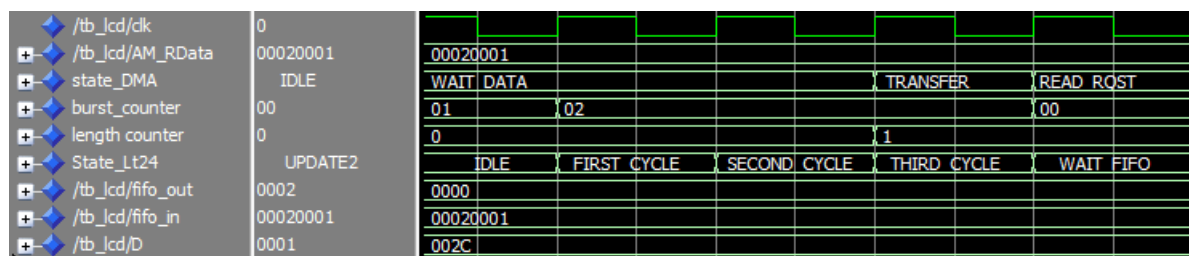 /tb_lcd/clk 0
/tb_lcd/AM_RData 00020001 00020001
state_DMA IDLE WAIT DATA TRANSFER READ RQST
burst_counter 00 01 02 00
length counter 0 0 1
State_Lt24 UPDATE2 IDLE FIRST CYCLE SECOND CYCLE THIRD CYCLE WAIT FIFO
/tb_lcd/fifo_out 0002 0000
/tb_lcd/fifo_in 00020001 00020001
/tb_lcd/D 0001 002C